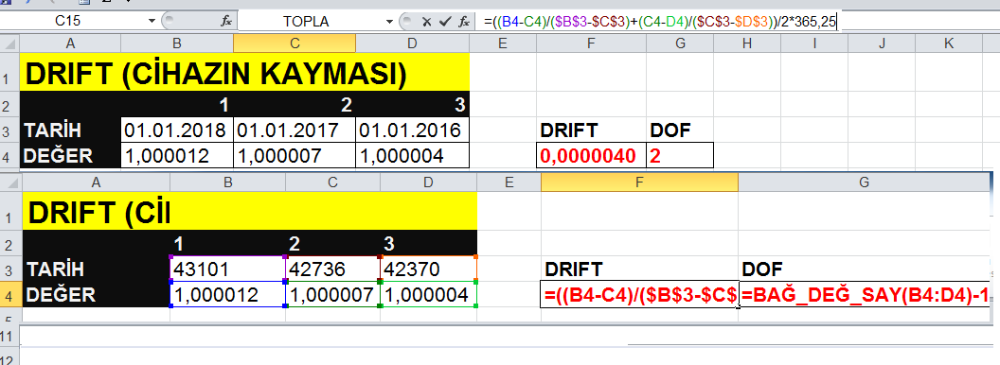 C15 fx TOPLA fx =((B4-C4)/($B$3-$C$3)+(C4-D4)/($C$3-$D$3))/2*365,25
A B C D E F G H I J K
1 DRIFT (CİHAZIN KAYMASI)
2 1 2 3
3 TARİH 01.01.2018 01.01.2017 01.01.2016 DRIFT DOF
4 DEĞER 1,000012 1,000007 1,000004 0,0000040 2
A B C D E F G
1 DRIFT (Cİ
2 1 2 3
3 TARİH 43101 42736 42370 DRIFT DOF
4 DEĞER 1,000012 1,000007 1,000004 =((B4-C4)/($B$3-$C$ =BAĞ_DEĞ_SAY(B4:D4)-1
11
12